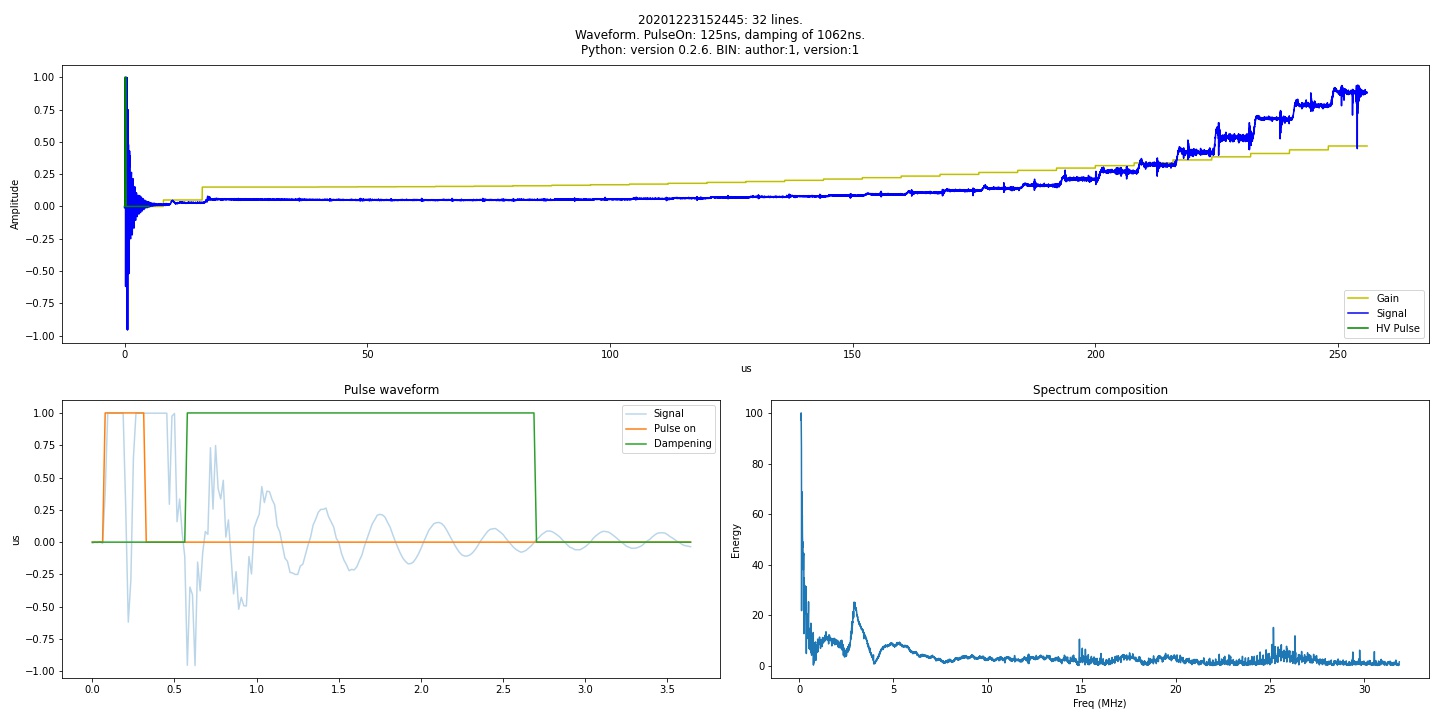 20201223152445: 32 lines.
Waveform. PulseOn: 125ns, damping of 1062ns.
Python: version 0.2.6. BIN: author:1, version:1
1.00
0.75
0.50
0.25
0.00
−0.25
−0.50
−0.75
−1.00
Amplitude
0 50 100 150 200 250
us
Gain
Signal
HV Pulse
Pulse waveform
1.00
0.75
0.50
0.25
0.00
−0.25
−0.50
−0.75
−1.00
us
0.0 0.5 1.0 1.5 2.0 2.5 3.0 3.5
Signal
Pulse on
Dampening
Spectrum composition
100
80
60
40
20
0
Energy
0 5 10 15 20 25 30
Freq (MHz)